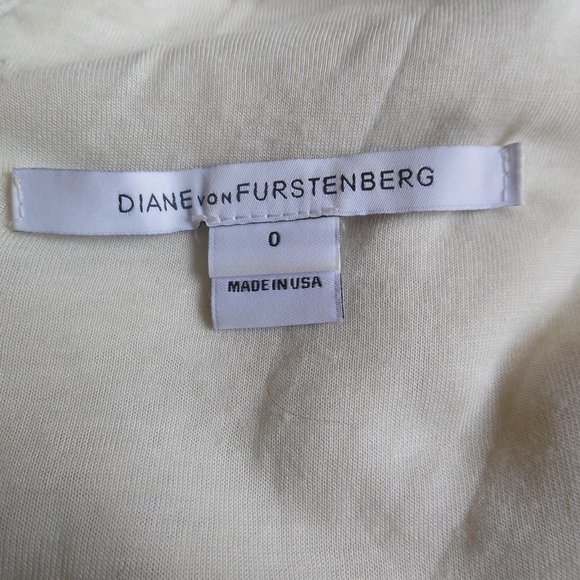 DIANE VON FURSTENBERG
0
MADE IN USA